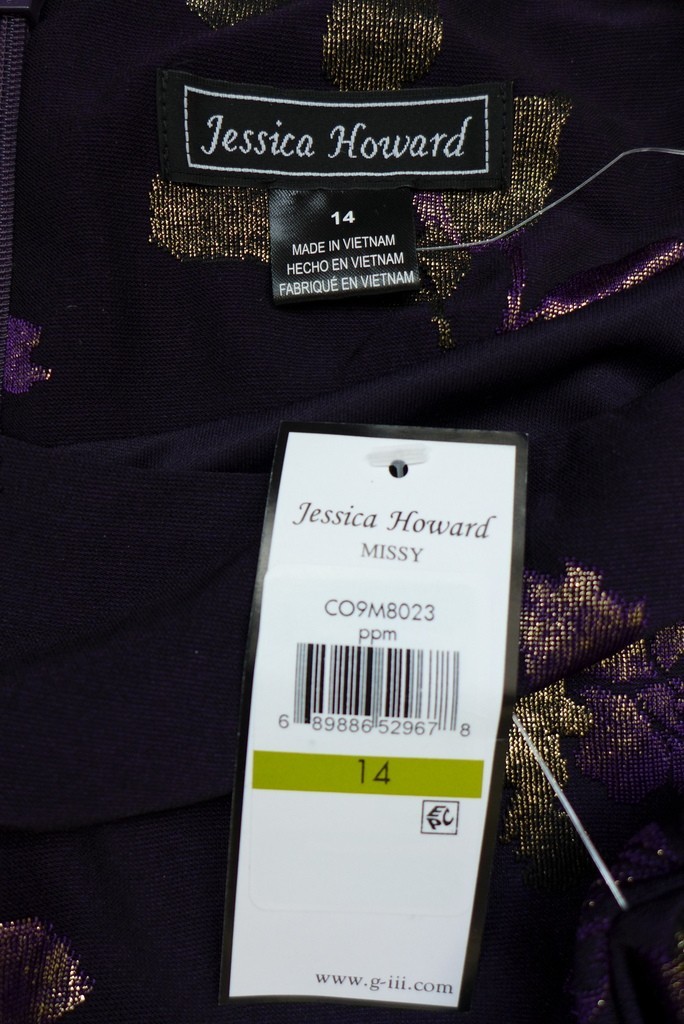 Jessica Howard
14
MADE IN VIETNAM
HECHO EN VIETNAM
FABRIQUÉ EN VIETNAM
Jessica Howard
MISSY
CO9M8023
ppm
6 89886 52967 8
14
EPC
www.g-iii.com